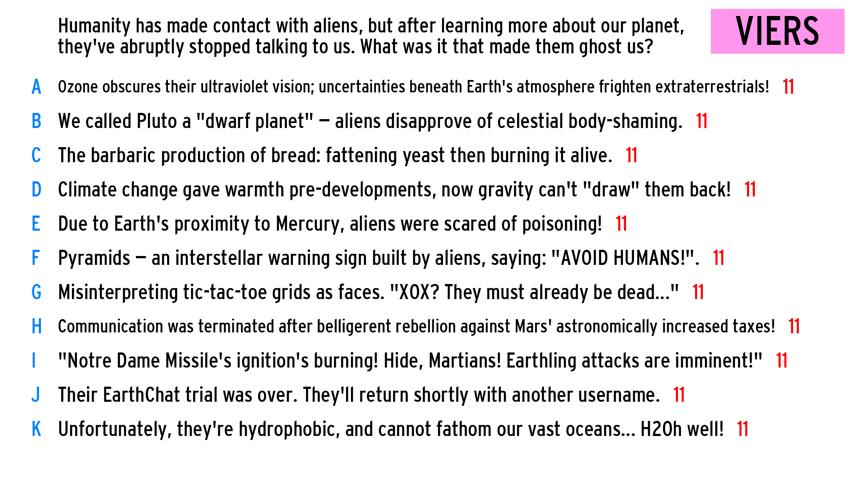 Humanity has made contact with aliens, but after learning more about our planet,
they've abruptly stopped talking to us. What was it that made them ghost us?
VIERS
A Ozone obscures their ultraviolet vision; uncertainties beneath Earth's atmosphere frighten extraterrestrials! 11
B We called Pluto a "dwarf planet" – aliens disapprove of celestial body-shaming. 11
C The barbaric production of bread: fattening yeast then burning it alive. 11
D Climate change gave warmth pre-developments, now gravity can't "draw" them back! 11
E Due to Earth's proximity to Mercury, aliens were scared of poisoning! 11
F Pyramids – an interstellar warning sign built by aliens, saying: "AVOID HUMANS!". 11
G Misinterpreting tic-tac-toe grids as faces. "XOX? They must already be dead..." 11
H Communication was terminated after belligerent rebellion against Mars' astronomically increased taxes! 11
I "Notre Dame Missile's ignition's burning! Hide, Martians! Earthling attacks are imminent!" 11
J Their EarthChat trial was over. They'll return shortly with another username. 11
K Unfortunately, they're hydrophobic, and cannot fathom our vast oceans... H2Oh well! 11